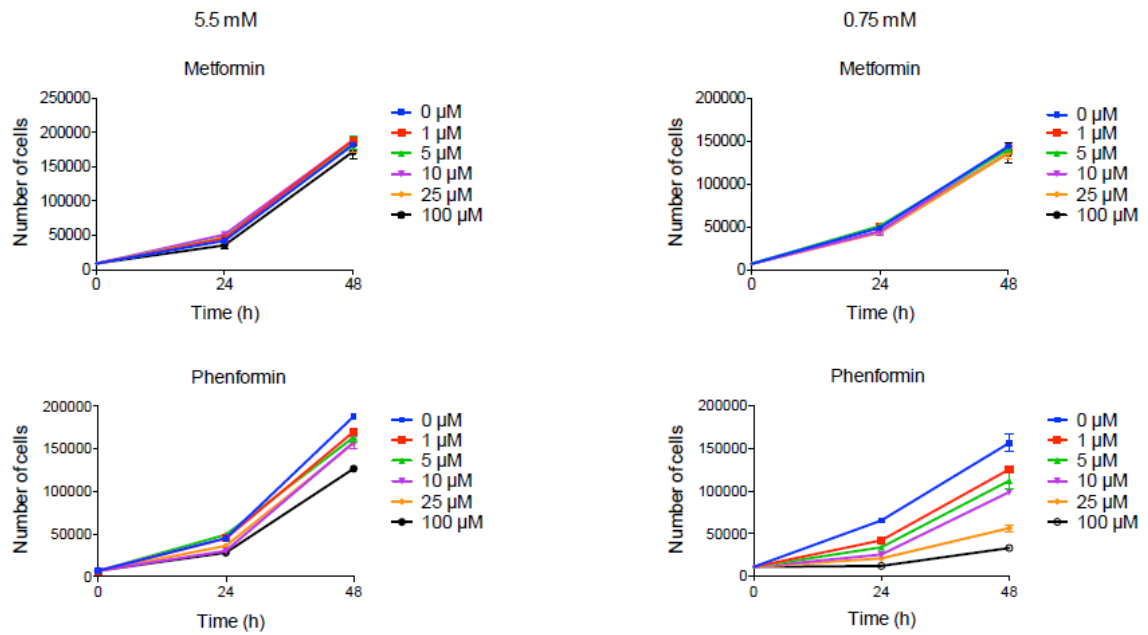 5.5 mM
0.75 mM
Metformin
250000
200000
150000
100000
50000
0
Number of cells
0
24
48
Time (h)
0 µM
1 µM
5 µM
10 µM
25 µM
100 µM
Metformin
200000
150000
100000
50000
0
Number of cells
0
24
48
Time (h)
0 µM
1 µM
5 µM
10 µM
25 µM
100 µM
Phenformin
200000
150000
100000
50000
0
Number of cells
0
24
48
Time (h)
0 µM
1 µM
5 µM
10 µM
25 µM
100 µM
Phenformin
200000
150000
100000
50000
0
Number of cells
0
24
48
Time (h)
0 µM
1 µM
5 µM
10 µM
25 µM
100 µM